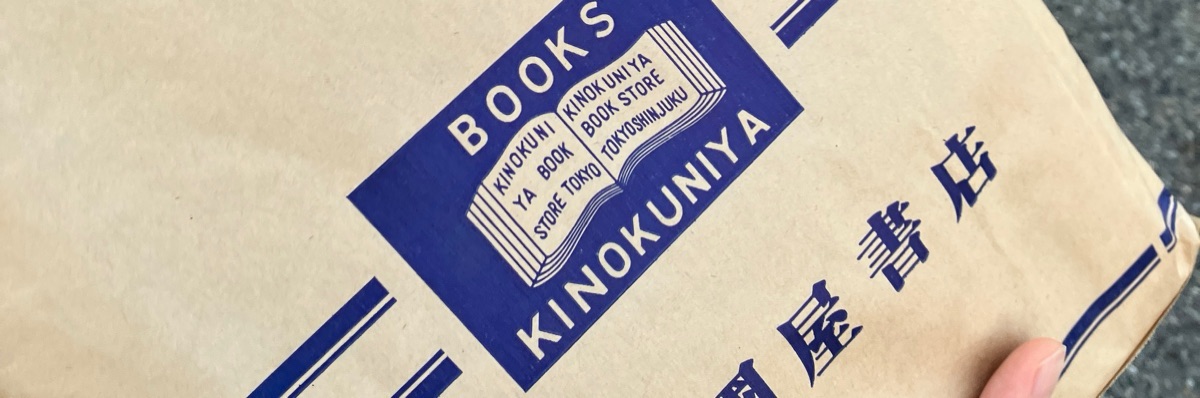 BOOKS
KINOKUNI
YA BOOK
STORE TOKYO
KINOKUNIYA
BOOK STORE
TOKYOSHINJUKU
KINOKUNIYA
屋書店